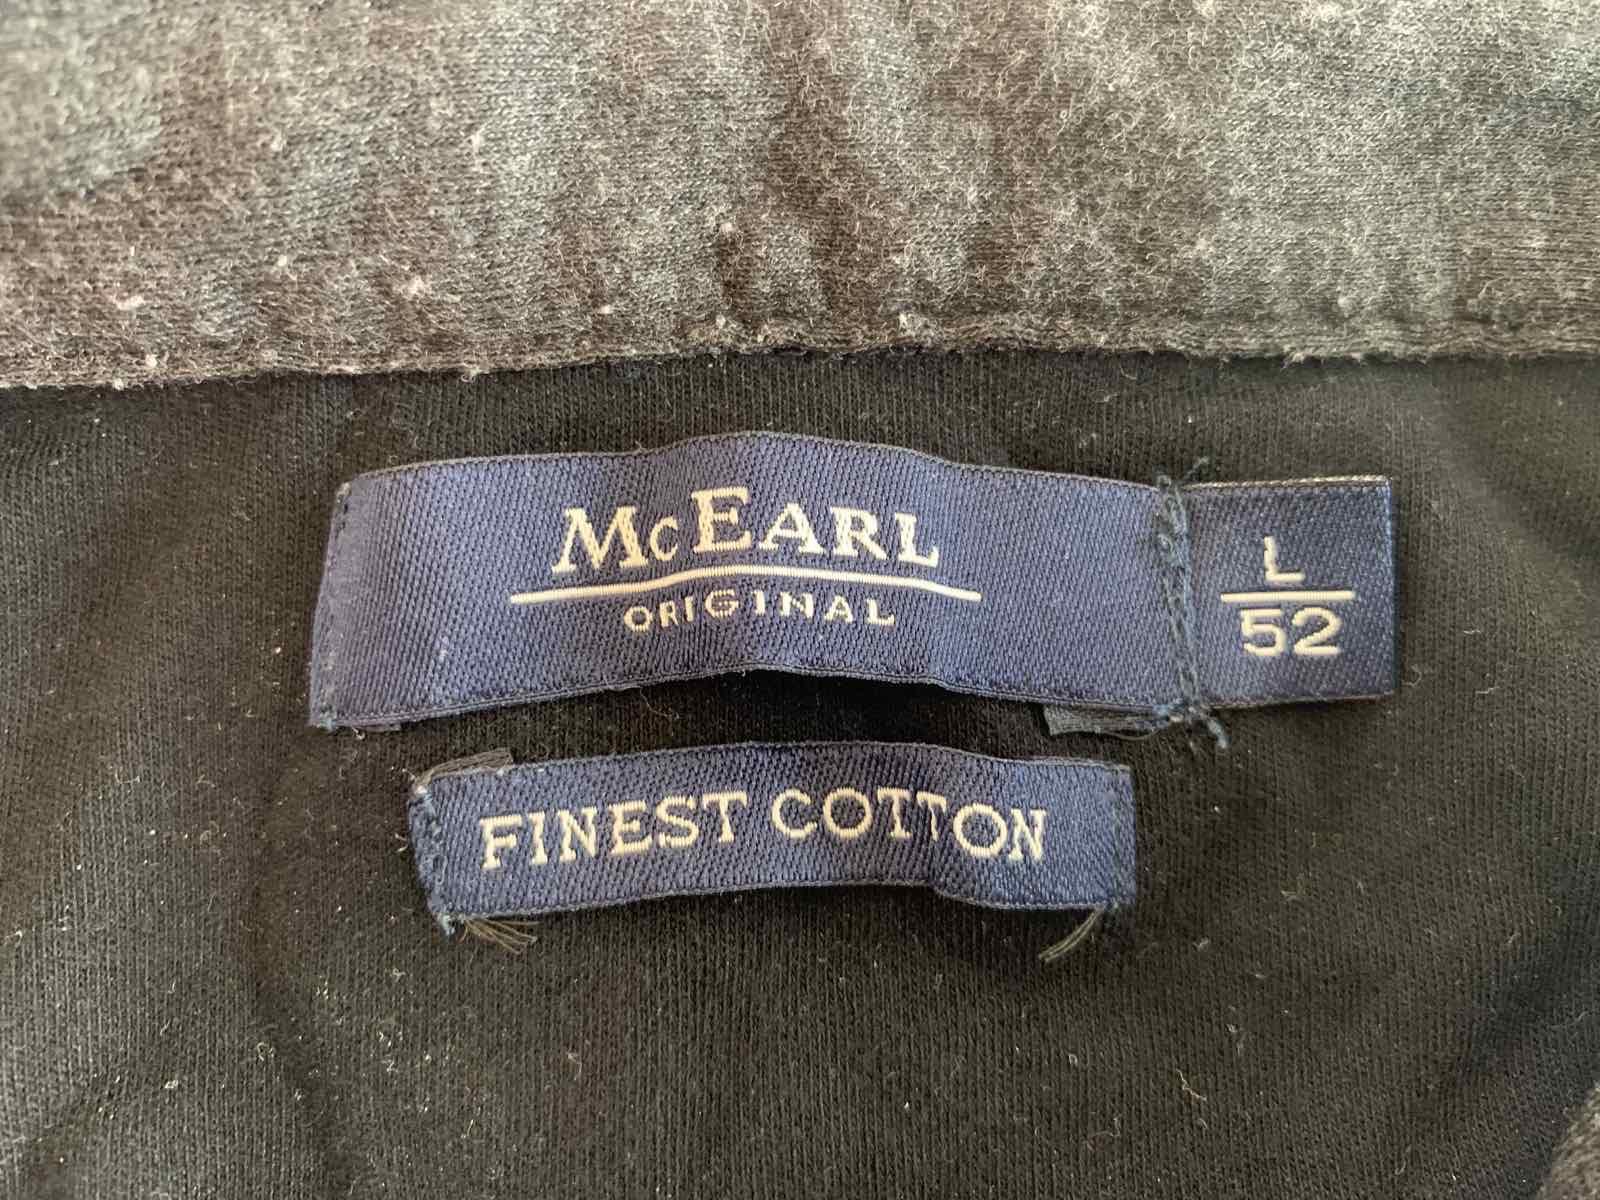 McEARL
ORIGINAL
L
52
FINEST COTTON